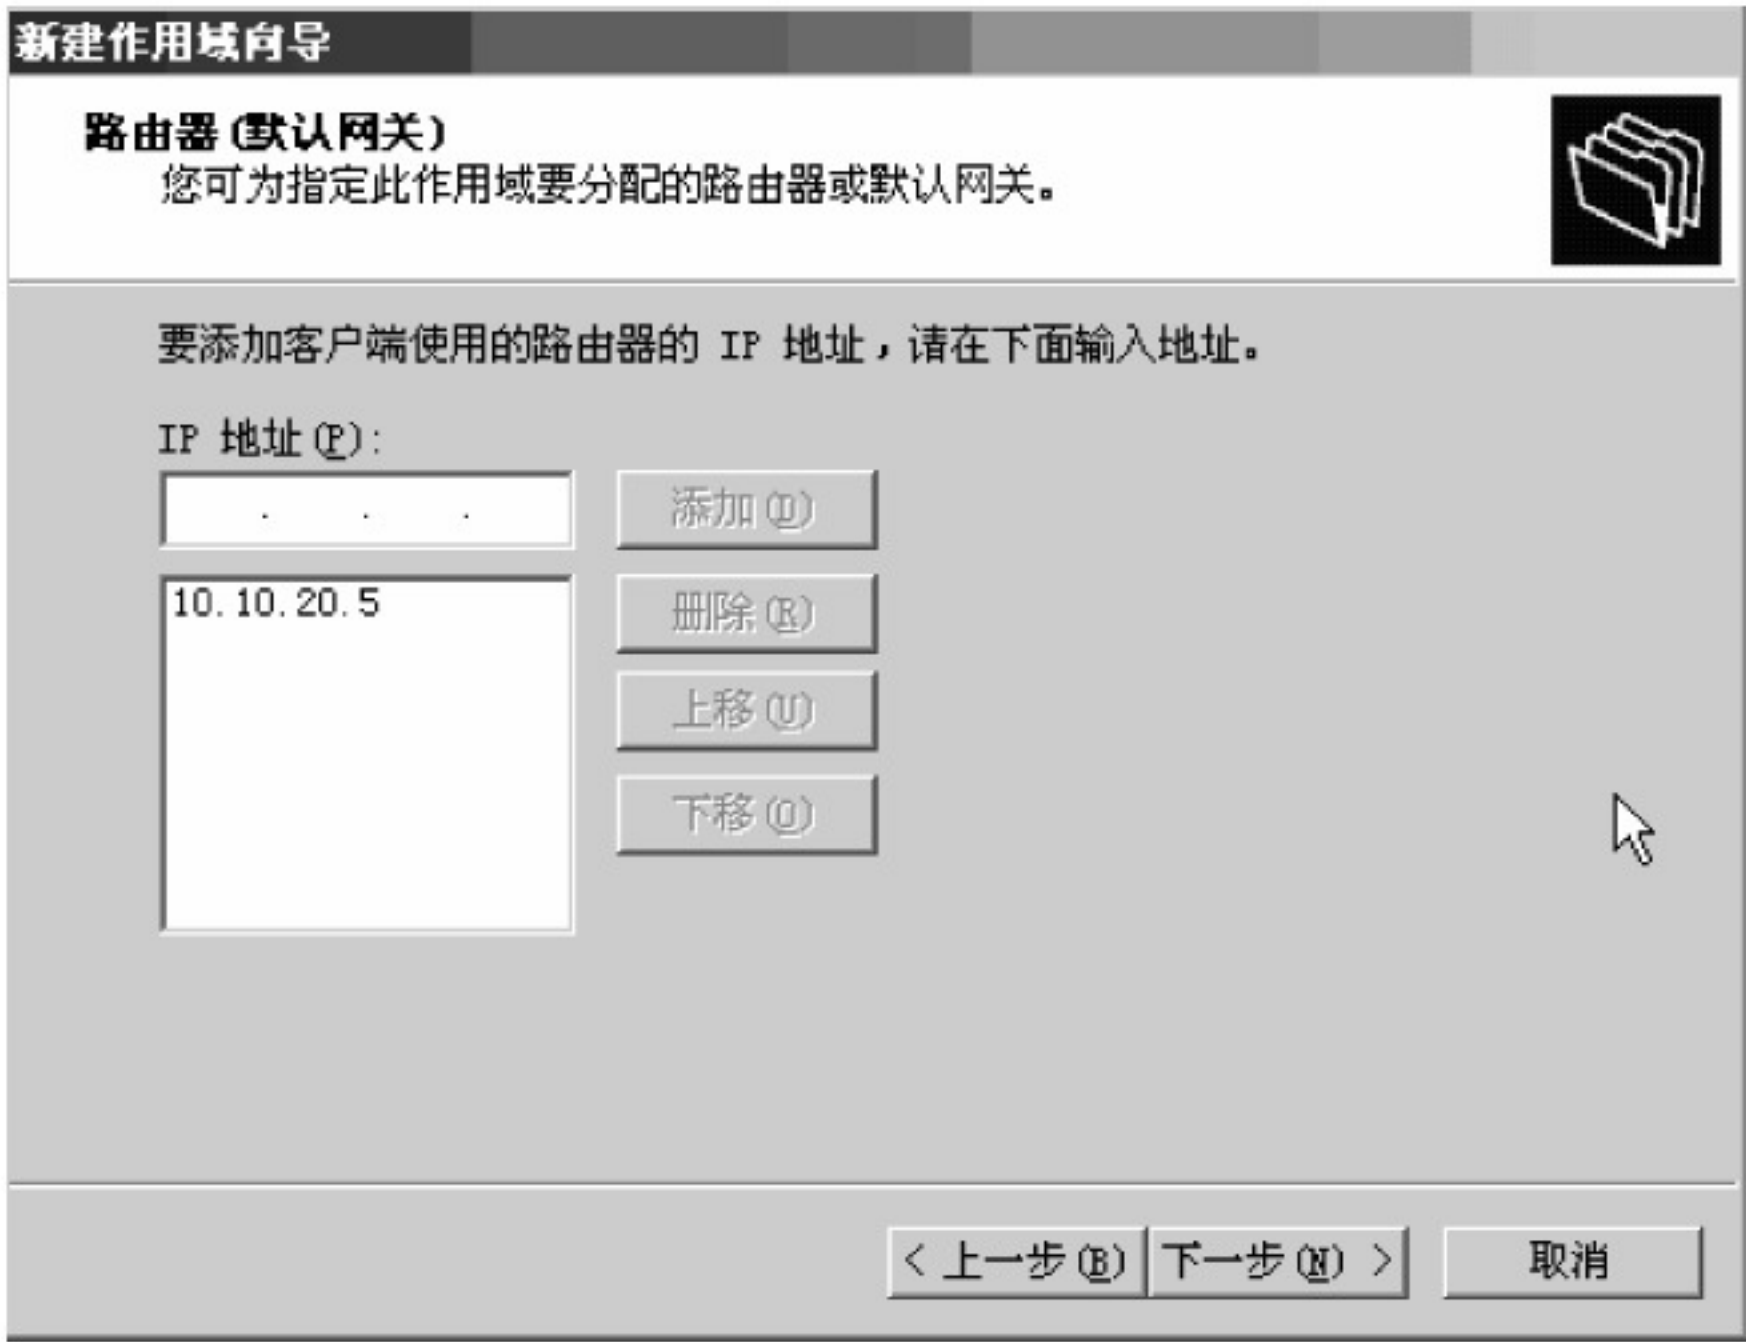 新建作用域向导
路由器(默认网关)
您可为指定此作用域要分配的路由器或默认网关。
要添加客户端使用的路由器的 IP 地址，请在下面输入地址。
IP 地址(P):
. . .
添加(D)
10.10.20.5
删除(R)
上移(U)
下移(O)
< 上一步(B)
下一步(N) >
取消